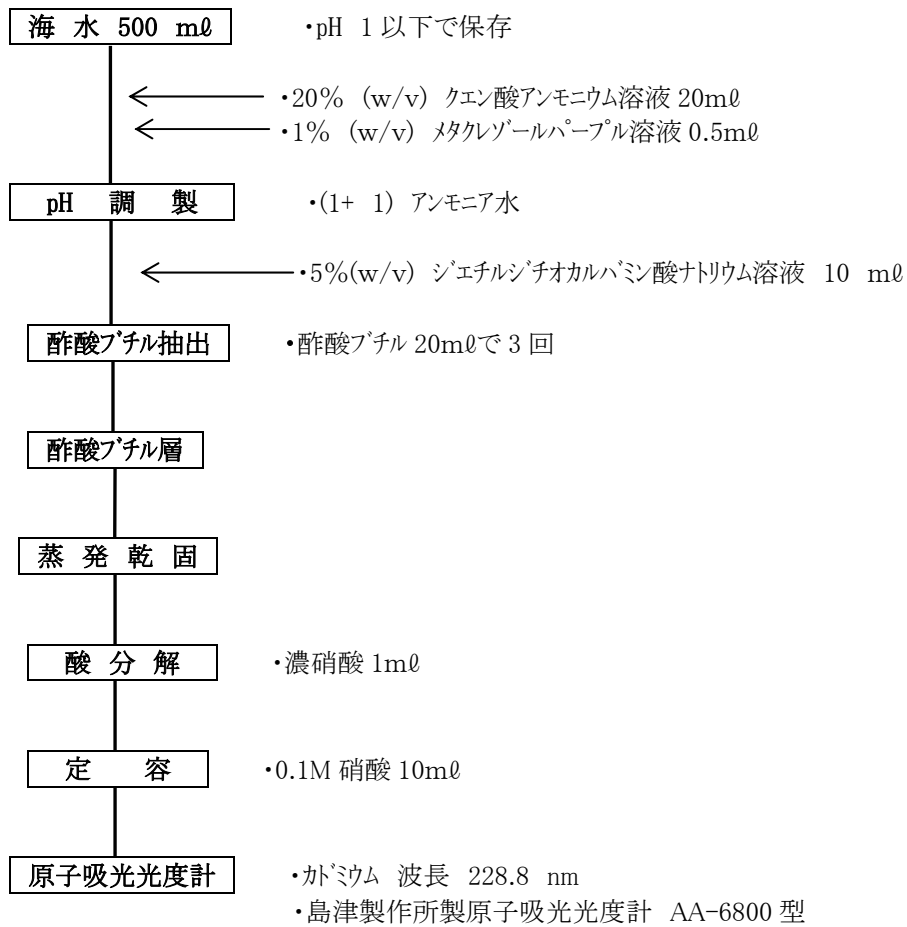 海 水 500 mℓ ・pH 1以下で保存
・20% (w/v) クエン酸アンモニウム溶液 20mℓ
・1% (w/v) メタクレゾールパープル溶液 0.5mℓ
pH 調 製 ・(1+ 1) アンモニア水
・5%(w/v) ジエチルジチオカルバミン酸ナトリウム溶液 10 mℓ
酢酸ブチル抽出 ・酢酸ブチル 20mℓで 3回
酢酸ブチル層
蒸 発 乾 固
酸 分 解 ・濃硝酸 1mℓ
定 容 ・0.1M 硝酸 10mℓ
原子吸光光度計 ・カドミウム 波長 228.8 nm
・島津製作所製原子吸光光度計 AA-6800型